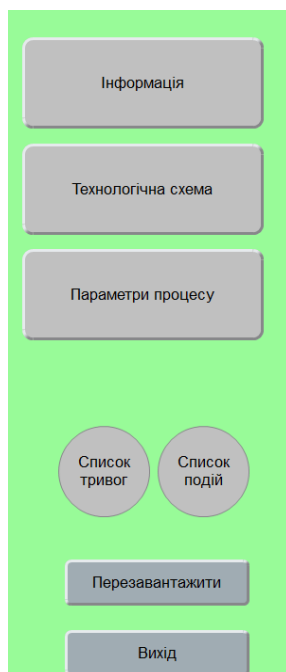 Інформація
Технологічна схема
Параметри процесу
Список
тривог
Список
подій
Перезавантажити
Вихід